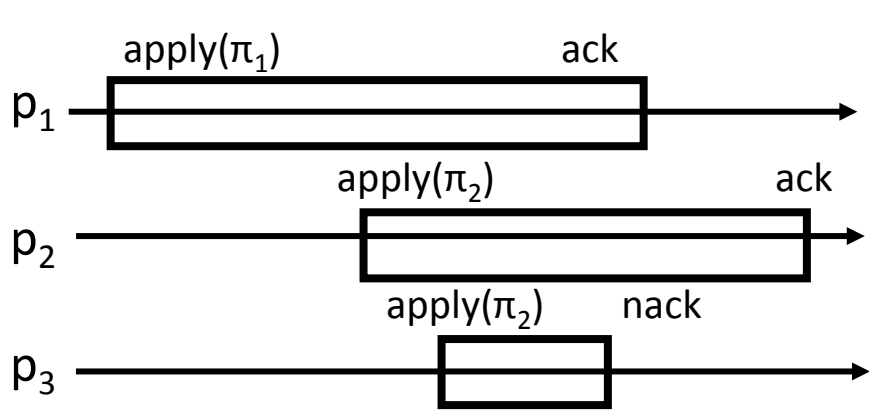 apply(π₁) ack
p₁
apply(π₂) ack
p₂
apply(π₂) nack
p₃